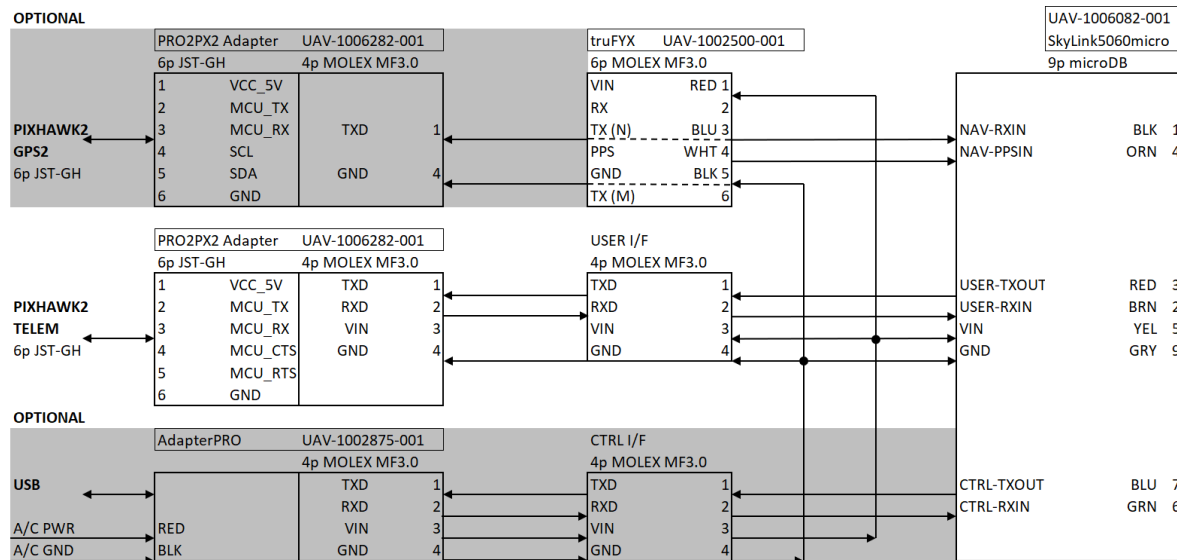 OPTIONAL
PRO2PX2 Adapter UAV-1006282-001
6p JST-GH 4p MOLEX MF3.0
1 VCC_5V
2 MCU_TX
3 MCU_RX TXD 1
4 SCL
5 SDA GND 4
6 GND
PIXHAWK2
GPS2
6p JST-GH
truFYX UAV-1002500-001
6p MOLEX MF3.0
VIN RED 1
RX 2
TX (N) BLU 3
PPS WHT 4
GND BLK 5
TX (M) 6
UAV-1006082-001
SkyLink5060micro
9p microDB
NAV-RXIN BLK 1
NAV-PPSIN ORN 4
PRO2PX2 Adapter UAV-1006282-001
6p JST-GH 4p MOLEX MF3.0
1 VCC_5V TXD 1
2 MCU_TX RXD 2
3 MCU_RX VIN 3
4 MCU_CTS GND 4
5 MCU_RTS
6 GND
PIXHAWK2
TELEM
6p JST-GH
USER I/F
4p MOLEX MF3.0
TXD 1
RXD 2
VIN 3
GND 4
USER-TXOUT RED 3
USER-RXIN BRN 2
VIN YEL 5
GND GRY 9
OPTIONAL
AdapterPRO UAV-1002875-001
4p MOLEX MF3.0
USB
TXD 1
RXD 2
A/C PWR RED VIN 3
A/C GND BLK GND 4
CTRL I/F
4p MOLEX MF3.0
TXD 1
RXD 2
VIN 3
GND 4
CTRL-TXOUT BLU 7
CTRL-RXIN GRN 6